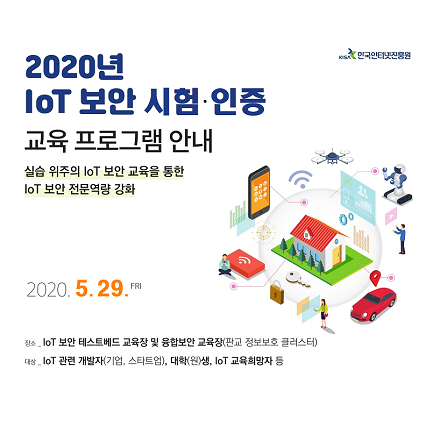 KISA 한국인터넷진흥원
2020년
IoT 보안 시험·인증
교육 프로그램 안내
실습 위주의 IoT 보안 교육을 통한
IoT 보안 전문역량 강화
2020. 5. 29. FRI
장소 _ IoT 보안 테스트베드 교육장 및 융합보안 교육장(판교 정보보호 클러스터)
대상 _ IoT 관련 개발자(기업, 스타트업), 대학(원)생, IoT 교육희망자 등